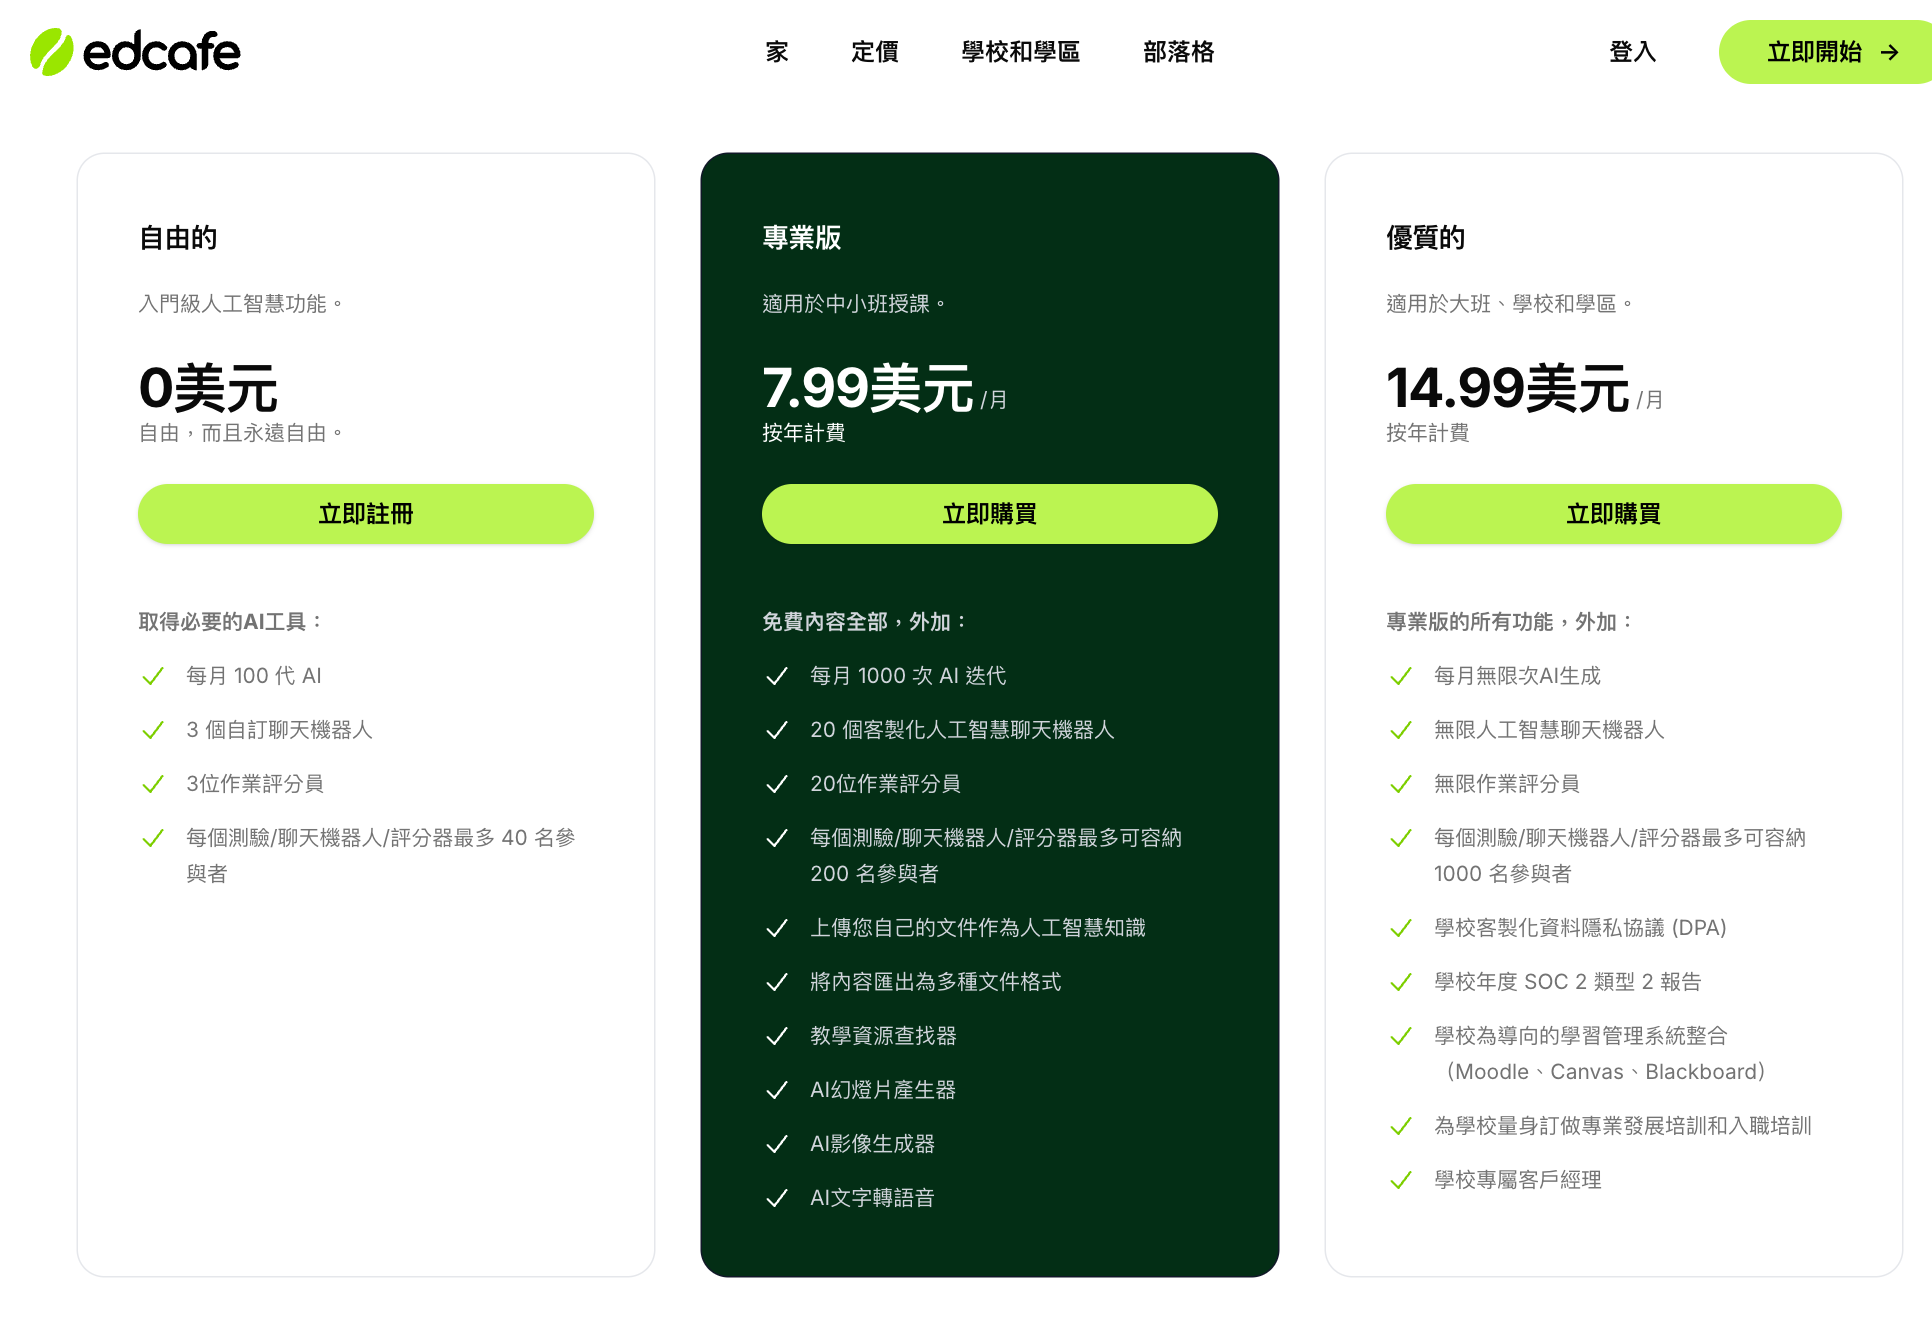 edcafe
家
定價
學校和學區
部落格
登入
立即開始 →
自由的
入門級人工智慧功能。
0美元
自由，而且永遠自由。
立即註冊
取得必要的AI工具：
每月 100 代 AI
3 個自訂聊天機器人
3位作業評分員
每個測驗/聊天機器人/評分器最多 40 名參
與者
專業版
適用於中小班授課。
7.99美元 /月
按年計費
立即購買
免費內容全部，外加：
每月 1000 次 AI 迭代
20 個客製化人工智慧聊天機器人
20位作業評分員
每個測驗/聊天機器人/評分器最多可容納
200 名參與者
上傳您自己的文件作為人工智慧知識
將內容匯出為多種文件格式
教學資源查找器
AI幻燈片產生器
AI影像生成器
AI文字轉語音
優質的
適用於大班、學校和學區。
14.99美元 /月
按年計費
立即購買
專業版的所有功能，外加：
每月無限次AI生成
無限人工智慧聊天機器人
無限作業評分員
每個測驗/聊天機器人/評分器最多可容納
1000 名參與者
學校客製化資料隱私協議 (DPA)
學校年度 SOC 2 類型 2 報告
學校為導向的學習管理系統整合
（Moodle、Canvas、Blackboard）
為學校量身訂做專業發展培訓和入職培訓
學校專屬客戶經理